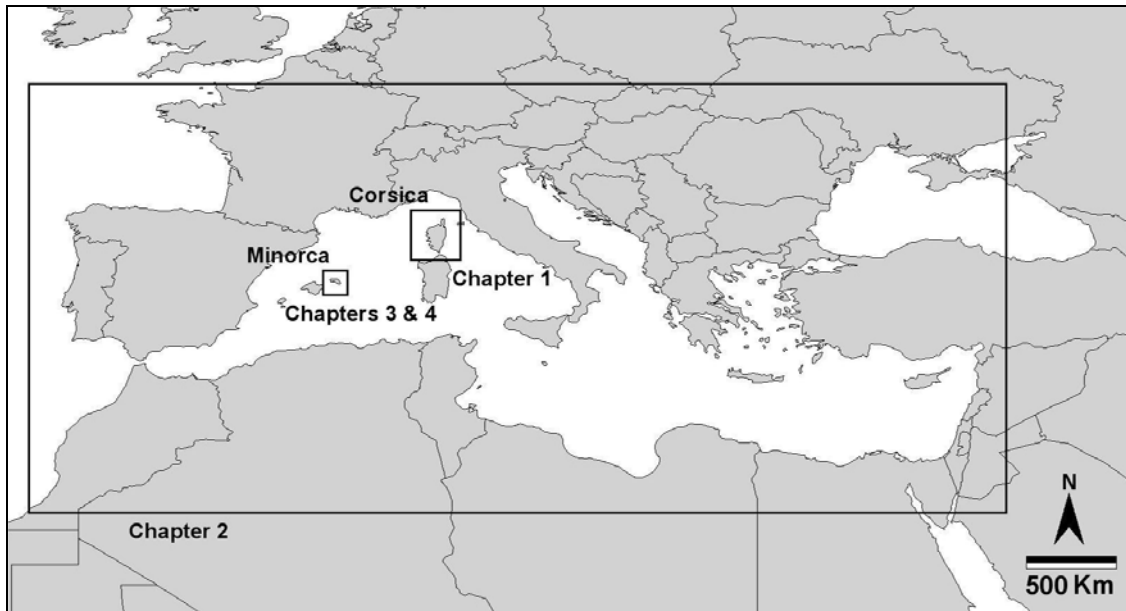 Corsica
Minorca
Chapter 1
Chapters 3 & 4
N
Chapter 2
500 Km